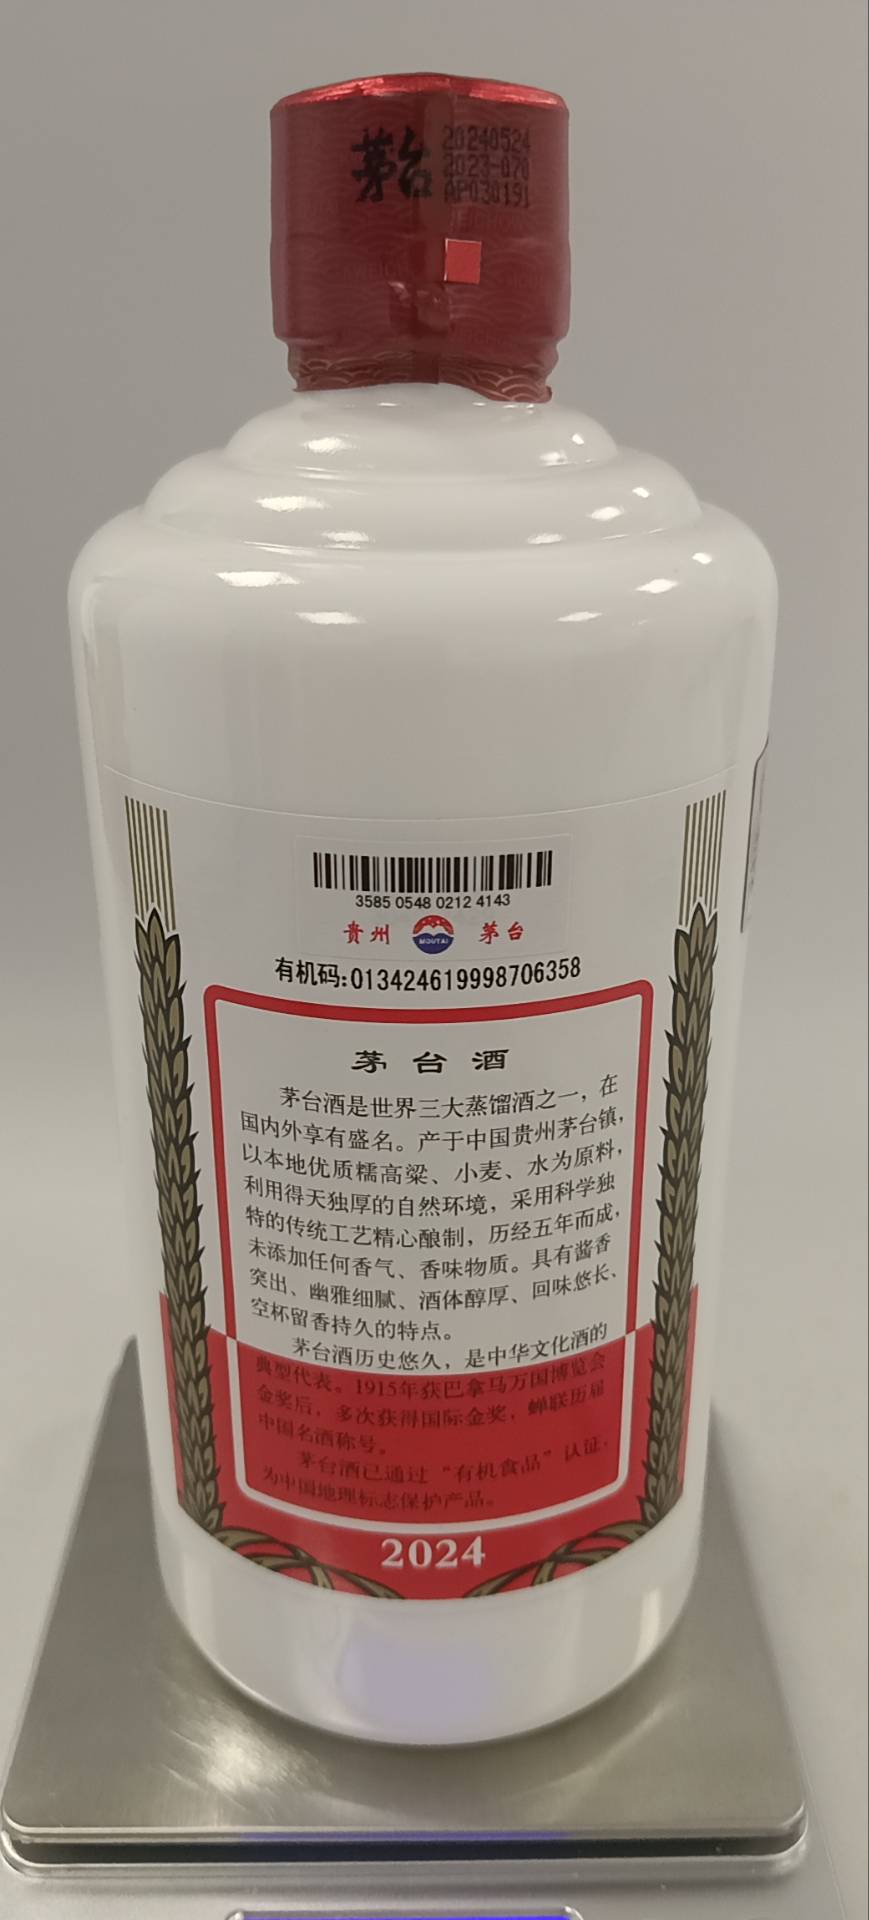 茅台 20240524
2023-070
AP030191
3585 0548 0212 4143
贵州 MOUTAI 茅台
有机码:013424619998706358
茅台酒
茅台酒是世界三大蒸馏酒之一，在
国内外享有盛名。产于中国贵州茅台镇，
以本地优质糯高粱、小麦、水为原料，
利用得天独厚的自然环境，采用科学独
特的传统工艺精心酿制，历经五年而成，
未添加任何香气、香味物质。具有酱香
突出、幽雅细腻、酒体醇厚、回味悠长、
空杯留香持久的特点。
茅台酒历史悠久，是中华文化酒的
典型代表。1915年获巴拿马万国博览会
金奖后，多次获得国际金奖，蝉联历届
中国名酒称号。
茅台酒已通过“有机食品”认证，
为中国地理标志保护产品。
2024